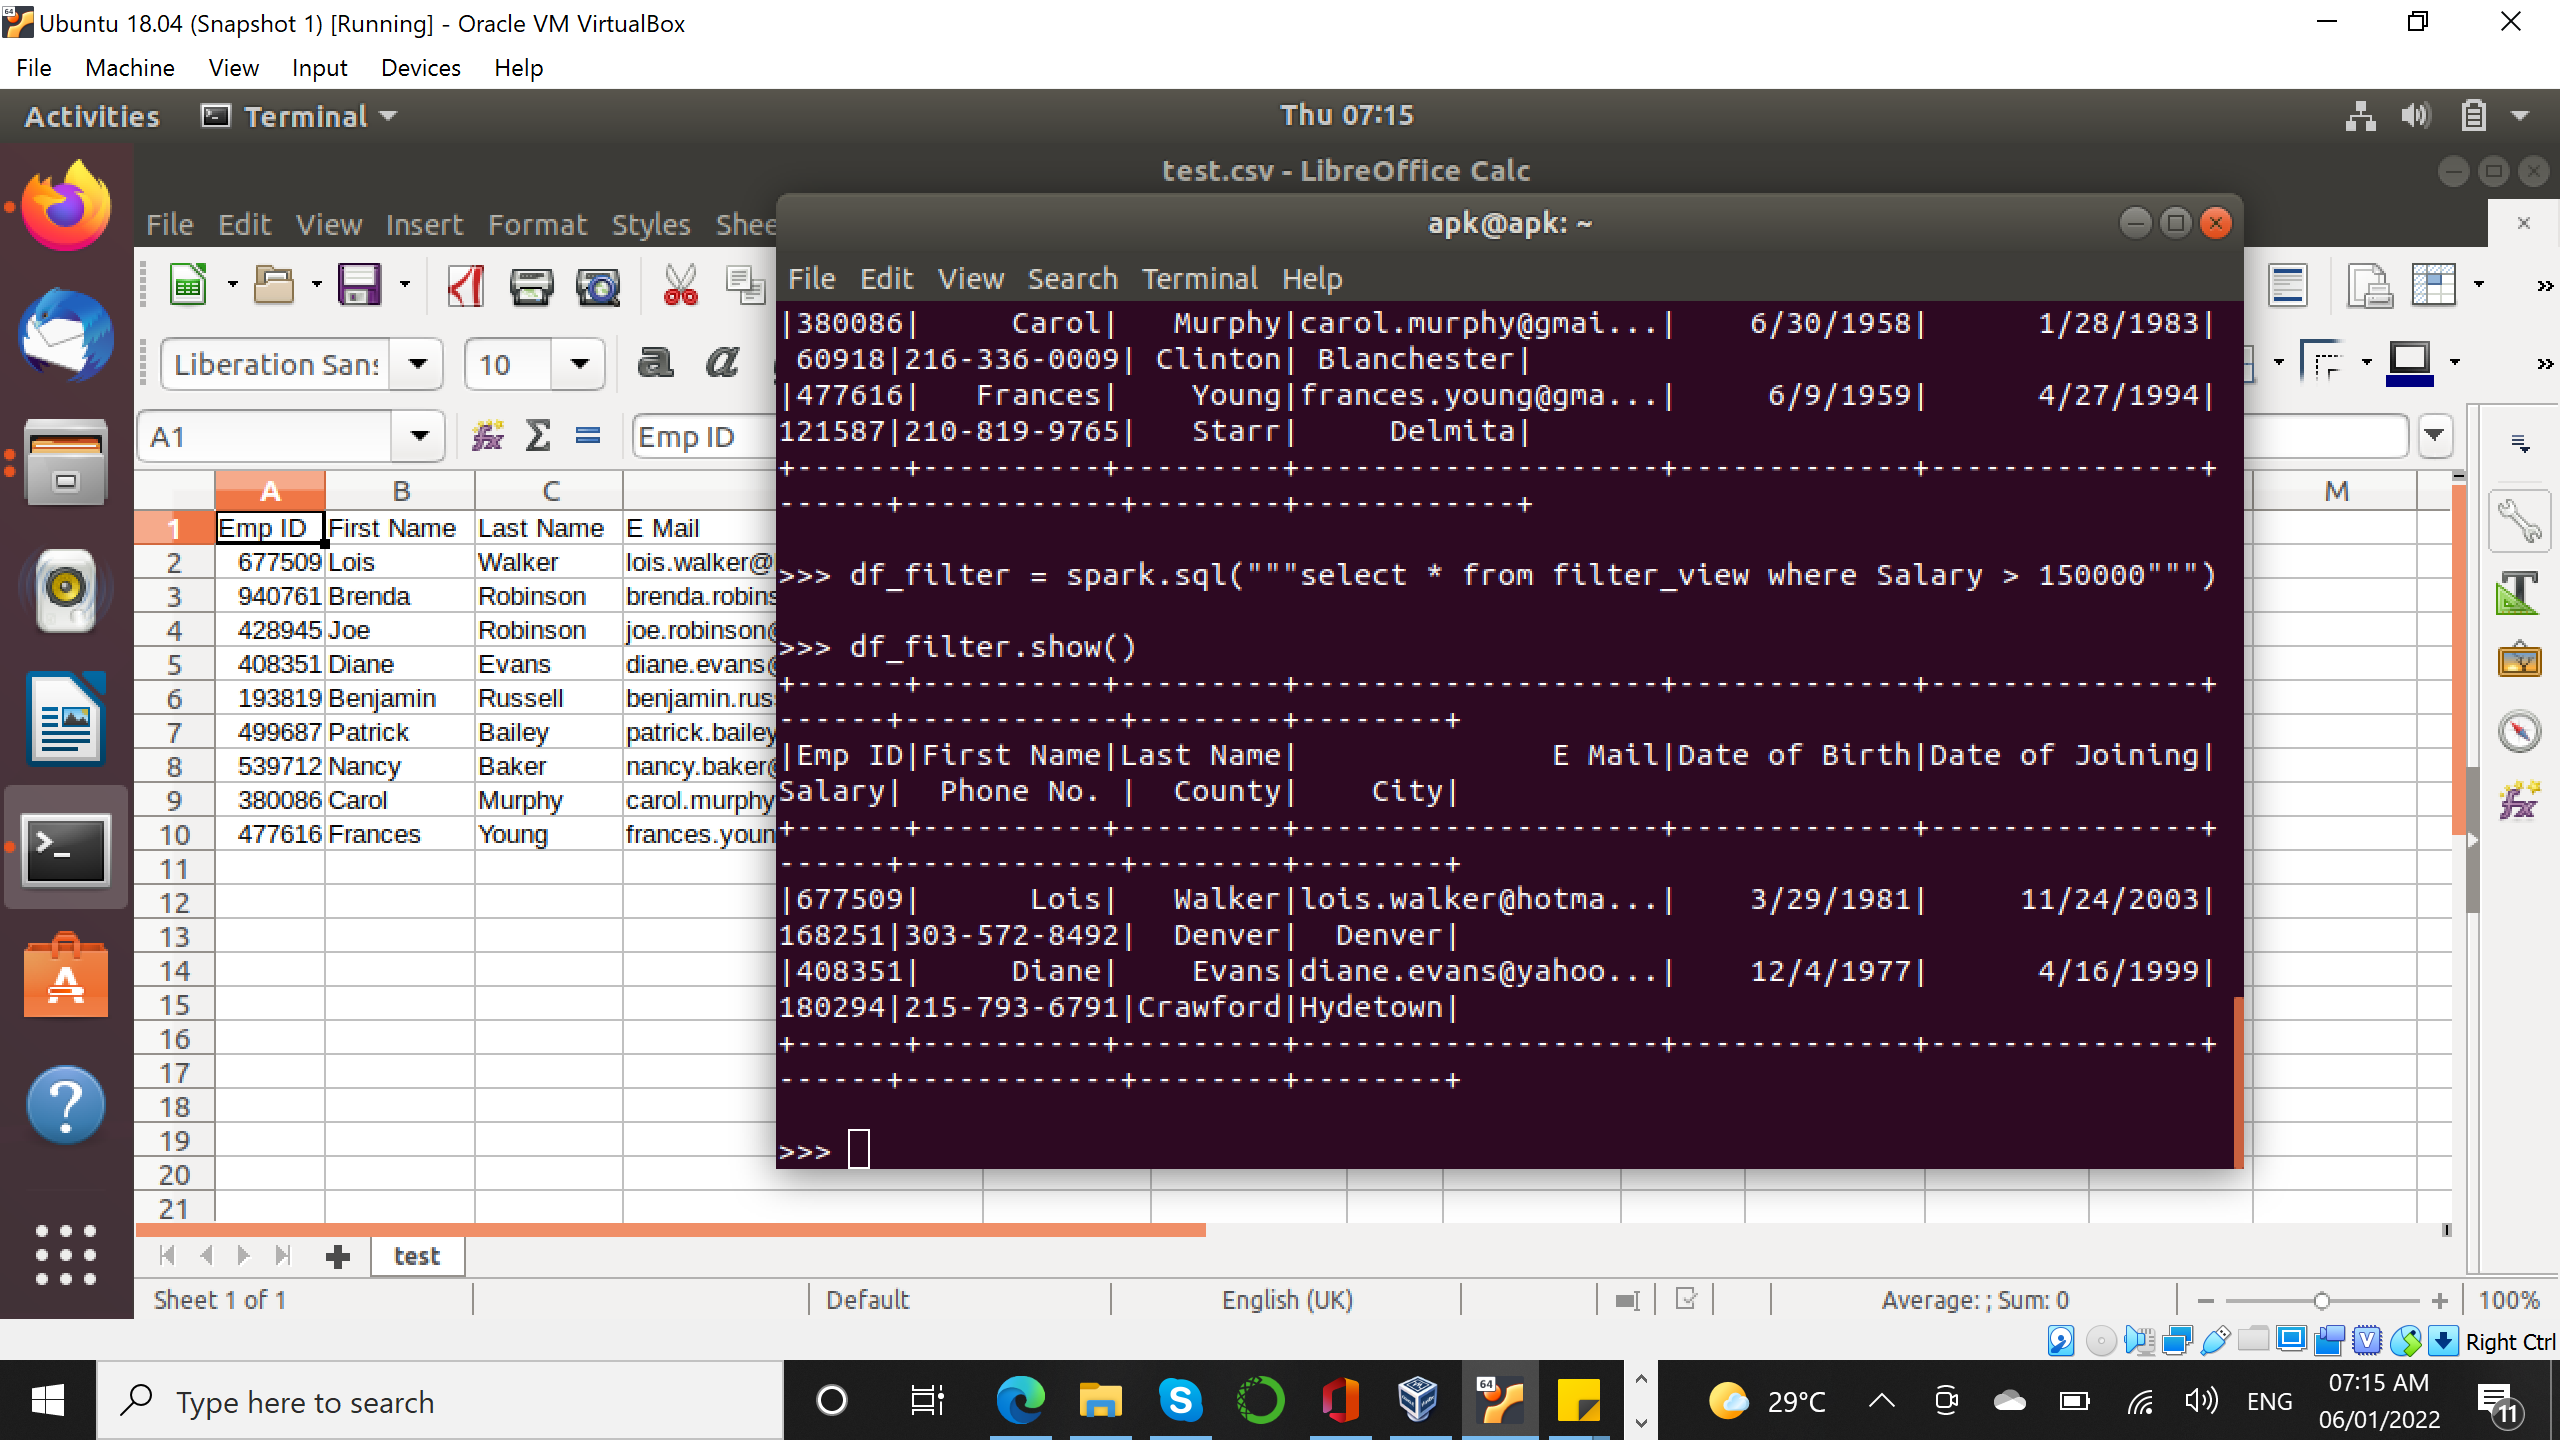 Ubuntu 18.04 (Snapshot 1) [Running] - Oracle VM VirtualBox
File Machine View Input Devices Help
Activities Terminal Thu 07:15
test.csv - LibreOffice Calc
File Edit View Insert Format Styles Shee
apk@apk: ~
File Edit View Search Terminal Help
Liberation Sans 10
A1 Emp ID
A B C M
1 Emp ID First Name Last Name E Mail
2 677509 Lois Walker lois.walker@
3 940761 Brenda Robinson brenda.robins
4 428945 Joe Robinson joe.robinson@
5 408351 Diane Evans diane.evans@
6 193819 Benjamin Russell benjamin.rus
7 499687 Patrick Bailey patrick.bailey
8 539712 Nancy Baker nancy.baker@
9 380086 Carol Murphy carol.murphy
10 477616 Frances Young frances.youn
11
12
13
14
15
16
17
18
19
20
21
|380086|     Carol|   Murphy|carol.murphy@gmai...|    6/30/1958|      1/28/1983|
 60918|216-336-0009| Clinton| Blanchester|
|477616|   Frances|    Young|frances.young@gma...|     6/9/1959|      4/27/1994|
121587|210-819-9765|   Starr|     Delmita|
+------+----------+---------+--------------------+-------------+---------------+
------+------------+--------+------------+
>>> df_filter = spark.sql("""select * from filter_view where Salary > 150000""")
>>> df_filter.show()
+------+----------+---------+--------------------+-------------+---------------+
------+------------+--------+--------+
|Emp ID|First Name|Last Name|              E Mail|Date of Birth|Date of Joining|
Salary|  Phone No. |  County|    City|
+------+----------+---------+--------------------+-------------+---------------+
------+------------+--------+--------+
|677509|      Lois|   Walker|lois.walker@hotma...|    3/29/1981|     11/24/2003|
168251|303-572-8492|  Denver|  Denver|
|408351|     Diane|    Evans|diane.evans@yahoo...|    12/4/1977|      4/16/1999|
180294|215-793-6791|Crawford|Hydetown|
+------+----------+---------+--------------------+-------------+---------------+
------+------------+--------+--------+
>>>
test
Sheet 1 of 1 Default English (UK) Average: ; Sum: 0 100%
Right Ctrl
Type here to search 64 29°C ENG 07:15 AM
06/01/2022 11